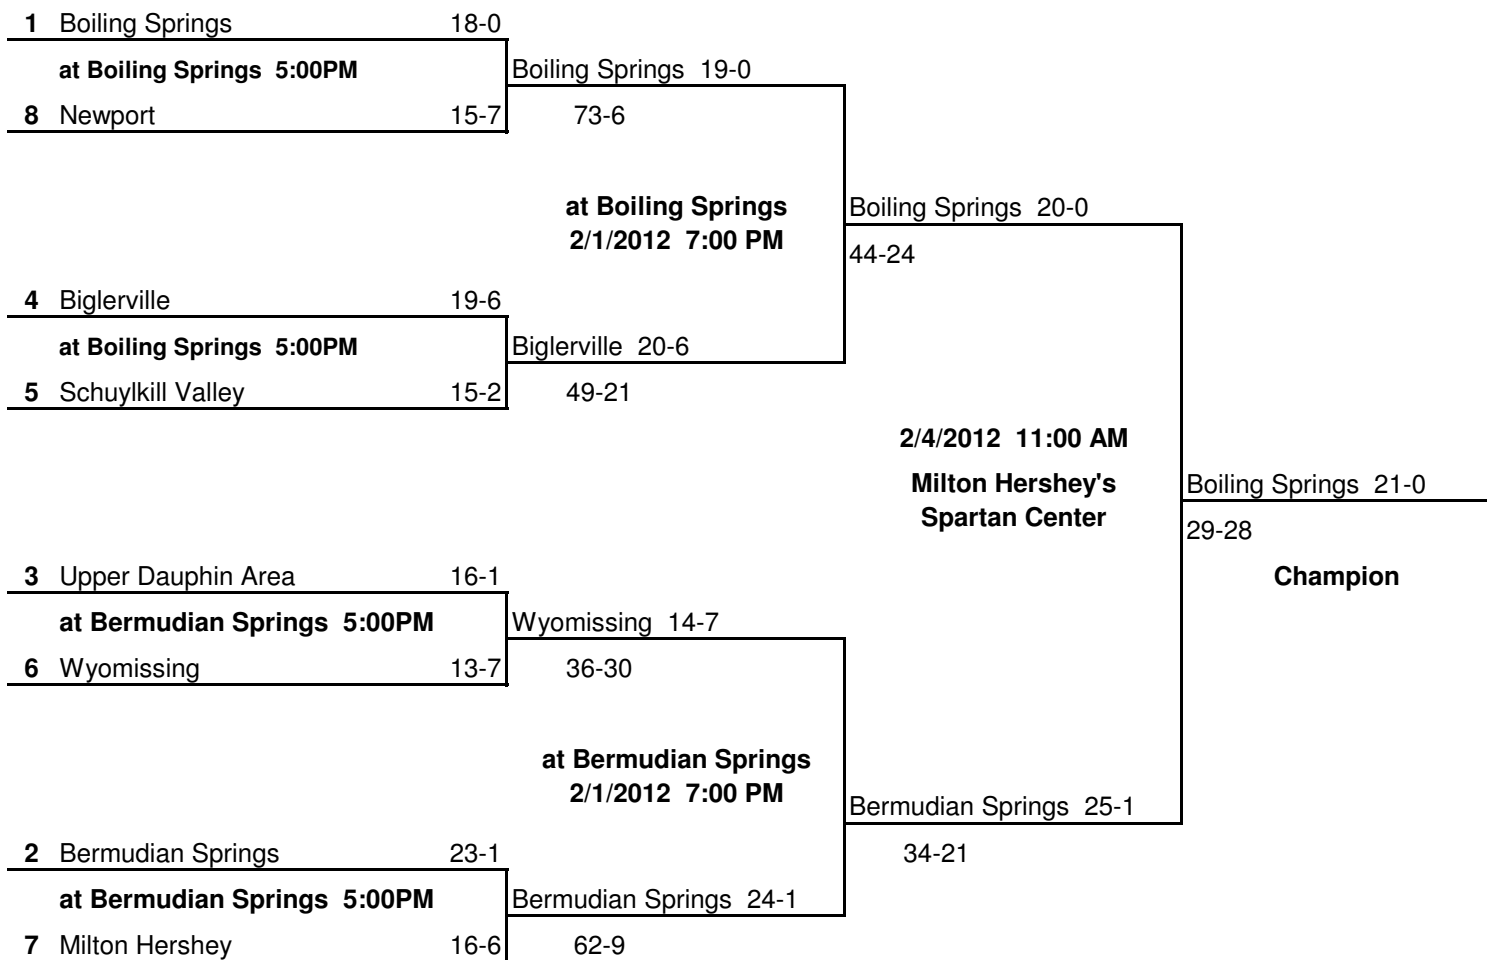 1 Boiling Springs 18-0
at Boiling Springs 5:00PM
Boiling Springs 19-0
8 Newport 15-7
73-6
at Boiling Springs
2/1/2012 7:00 PM
Boiling Springs 20-0
44-24
4 Biglerville 19-6
at Boiling Springs 5:00PM
Biglerville 20-6
5 Schuylkill Valley 15-2
49-21
2/4/2012 11:00 AM
Milton Hershey's
Spartan Center
Boiling Springs 21-0
29-28
Champion
3 Upper Dauphin Area 16-1
at Bermudian Springs 5:00PM
Wyomissing 14-7
6 Wyomissing 13-7
36-30
at Bermudian Springs
2/1/2012 7:00 PM
Bermudian Springs 25-1
34-21
2 Bermudian Springs 23-1
at Bermudian Springs 5:00PM
Bermudian Springs 24-1
7 Milton Hershey 16-6
62-9